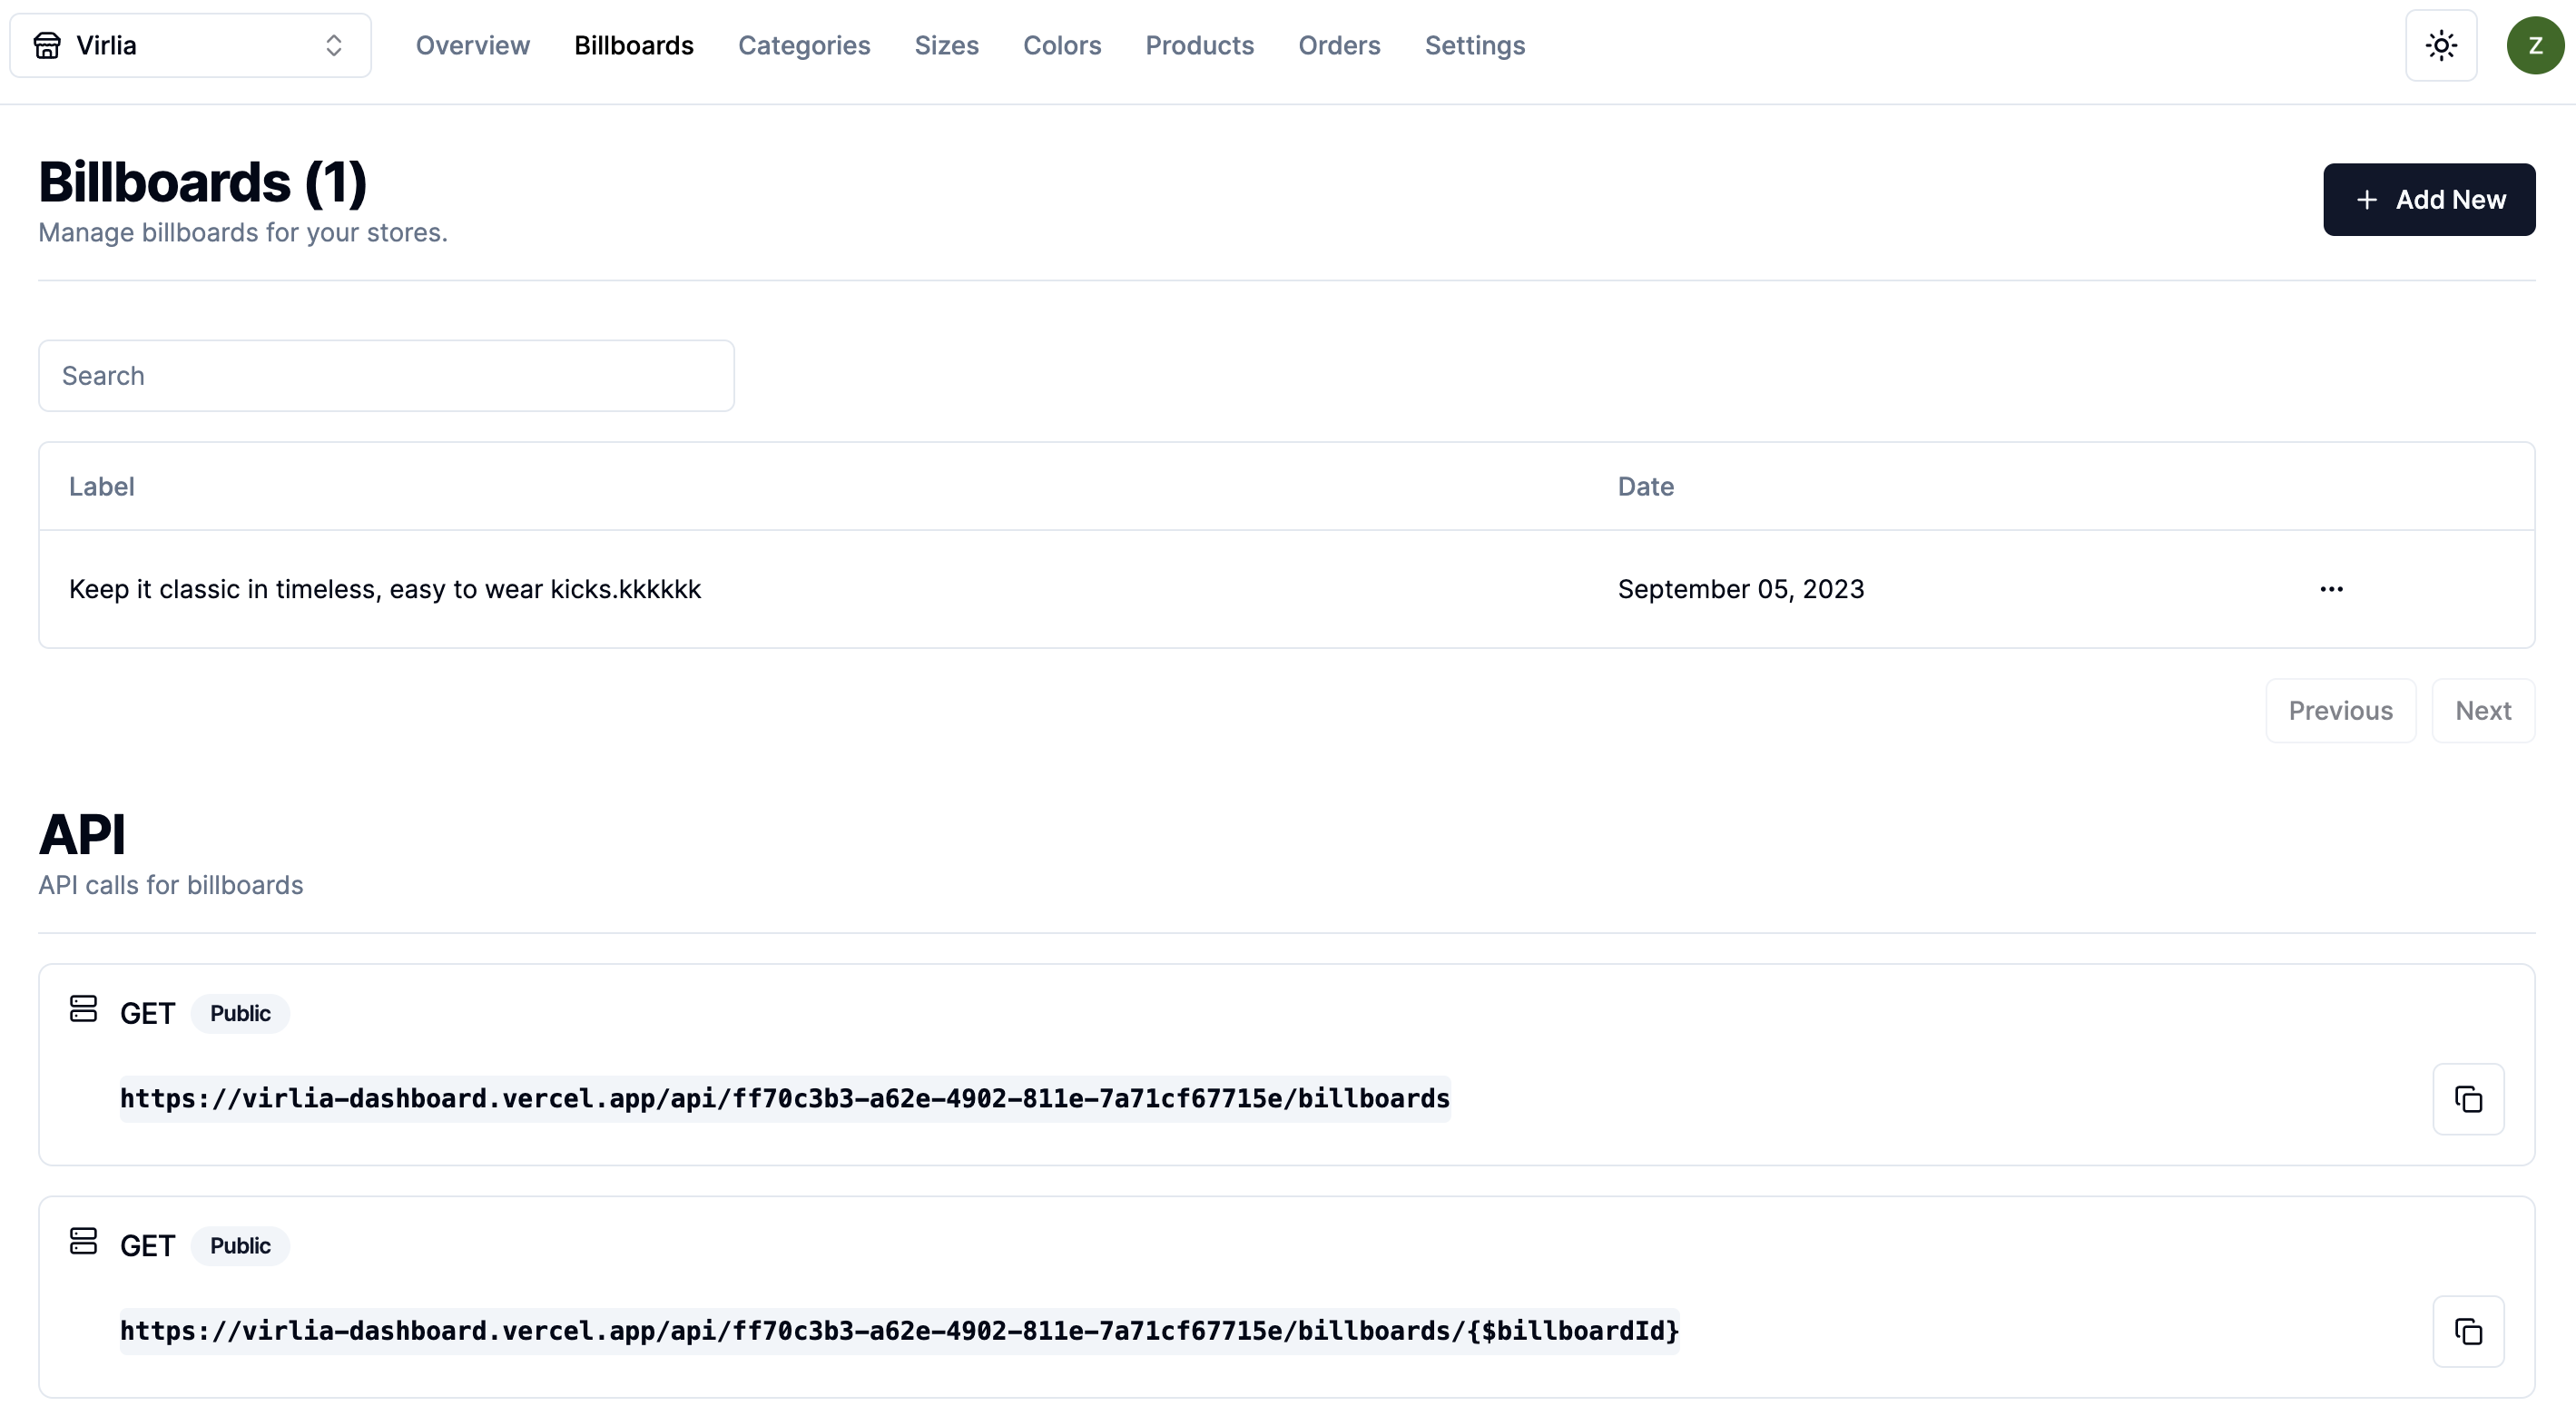 Virlia Overview Billboards Categories Sizes Colors Products Orders Settings Z
Billboards (1)
Manage billboards for your stores.
+ Add New
Search
Label Date
Keep it classic in timeless, easy to wear kicks.kkkkkk September 05, 2023 ...
Previous Next
API
API calls for billboards
GET Public
https://virlia-dashboard.vercel.app/api/ff70c3b3-a62e-4902-811e-7a71cf67715e/billboards
GET Public
https://virlia-dashboard.vercel.app/api/ff70c3b3-a62e-4902-811e-7a71cf67715e/billboards/{$billboardId}